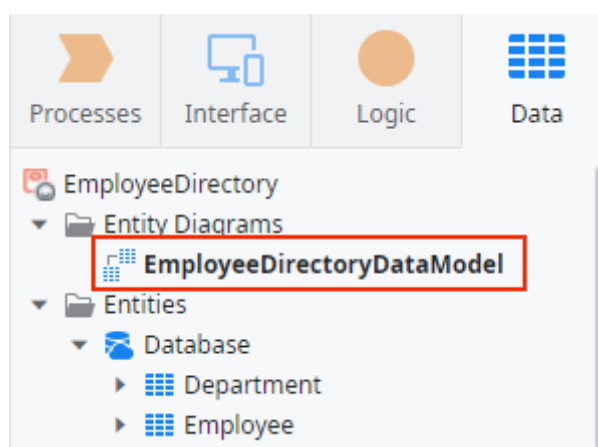 Processes Interface Logic Data
EmployeeDirectory
Entity Diagrams
EmployeeDirectoryDataModel
Entities
Database
Department
Employee